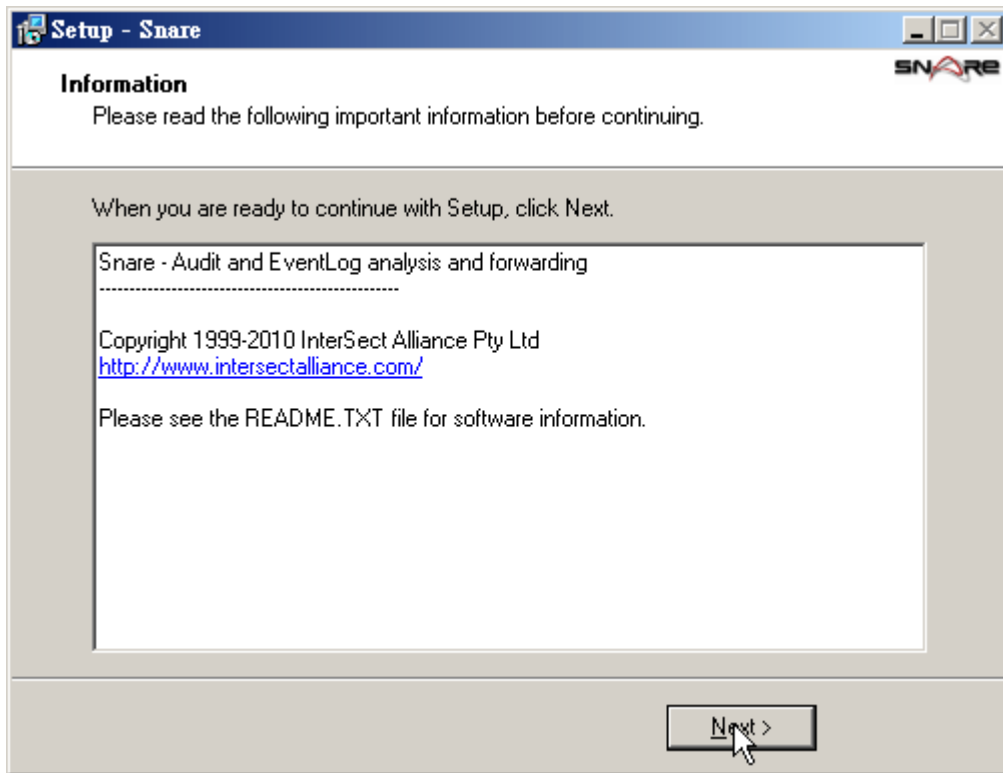 Setup - Snare
SNARE
Information
Please read the following important information before continuing.
When you are ready to continue with Setup, click Next.
Snare - Audit and EventLog analysis and forwarding
--------------------------------------------------
Copyright 1999-2010 InterSect Alliance Pty Ltd
http://www.intersectalliance.com/
Please see the README.TXT file for software information.
Next >